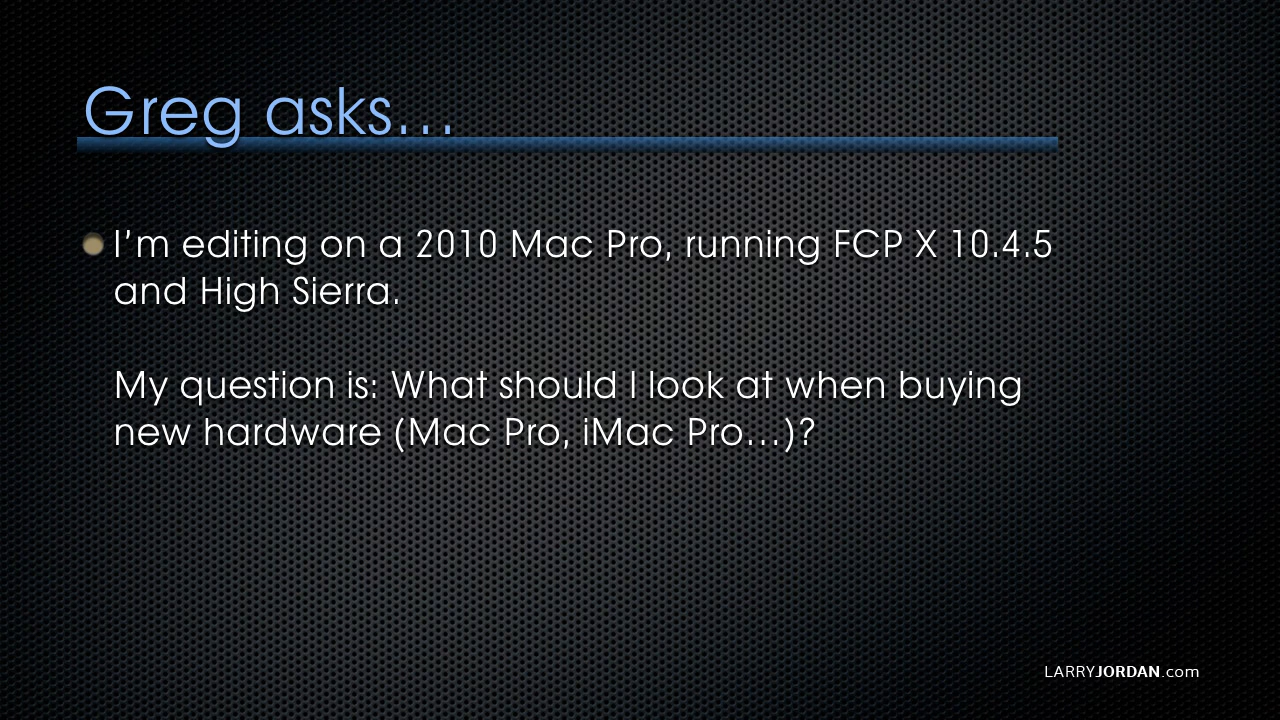 Greg asks…
I’m editing on a 2010 Mac Pro, running FCP X 10.4.5
and High Sierra.
My question is: What should I look at when buying
new hardware (Mac Pro, iMac Pro…)?
LARRYJORDAN.com